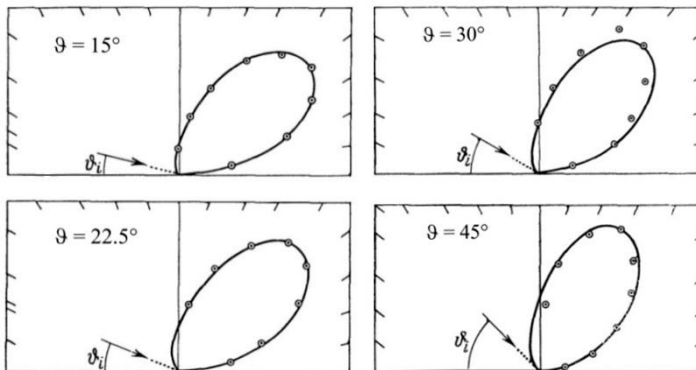 ϑ = 15°
ϑᵢ
ϑ = 30°
ϑᵢ
ϑ = 22.5°
ϑᵢ
ϑ = 45°
ϑᵢ